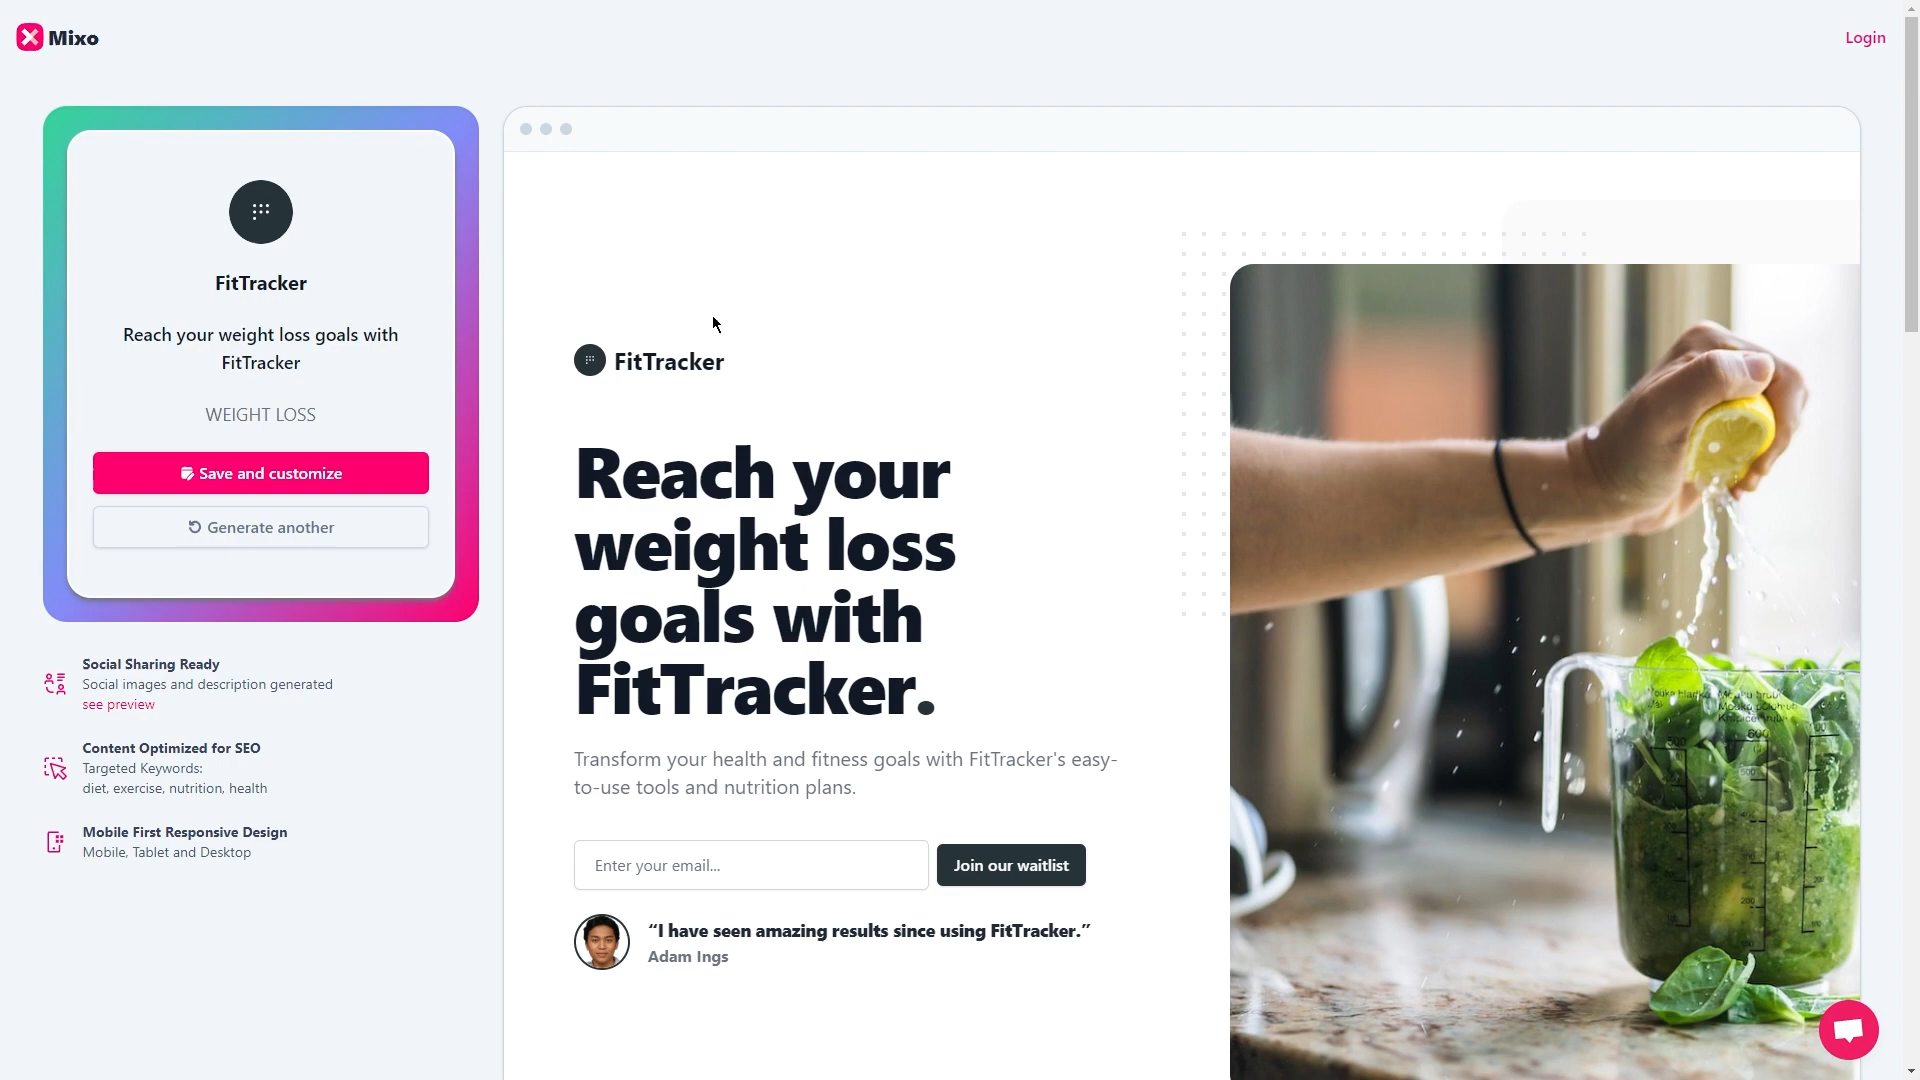 Mixo
Login
FitTracker
Reach your weight loss goals with
FitTracker
WEIGHT LOSS
Save and customize
Generate another
Social Sharing Ready
Social images and description generated
see preview
Content Optimized for SEO
Targeted Keywords:
diet, exercise, nutrition, health
Mobile First Responsive Design
Mobile, Tablet and Desktop
FitTracker
Reach your
weight loss
goals with
FitTracker.
Transform your health and fitness goals with FitTracker's easy-
to-use tools and nutrition plans.
Enter your email...
Join our waitlist
“I have seen amazing results since using FitTracker.”
Adam Ings
Mouka hladká
600
500